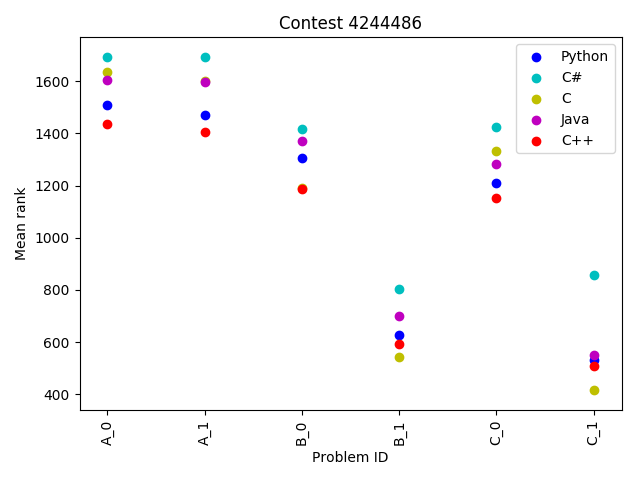 Contest 4244486
Mean rank
1600
1400
1200
1000
800
600
400
Python
C#
C
Java
C++
A_0
A_1
B_0
B_1
C_0
C_1
Problem ID